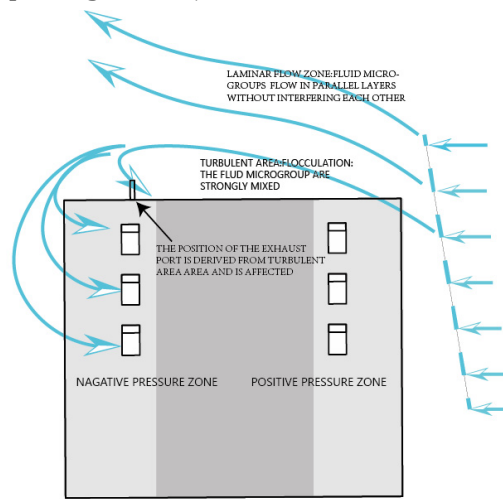 LAMINAR FLOW ZONE:FLUID MICRO-
GROUPS FLOW IN PARALLEL LAYERS
WITHOUT INTERFERING EACH OTHER
TURBULENT AREA:FLOCCULATION:
THE FLUD MICROGROUP ARE
STRONGLY MIXED
THE POSITION OF THE EXHAUST
PORT IS DERIVED FROM TURBULENT
AREA AREA AND IS AFFECTED
NAGATIVE PRESSURE ZONE
POSITIVE PRESSURE ZONE